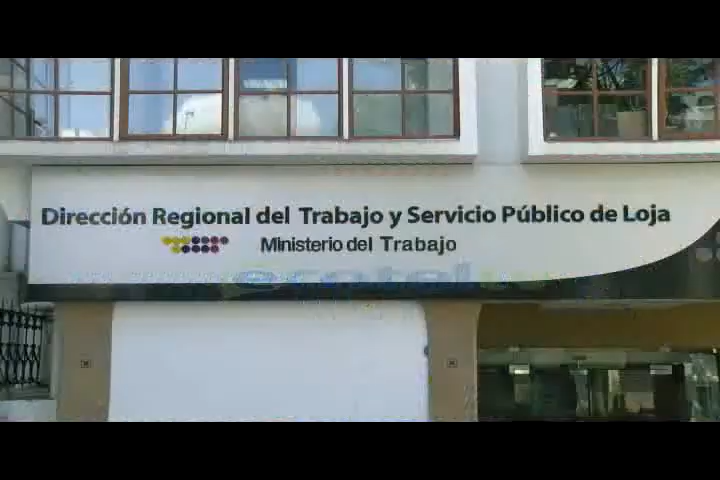 Dirección Regional del Trabajo y Servicio Público de Loja
Ministerio del Trabajo